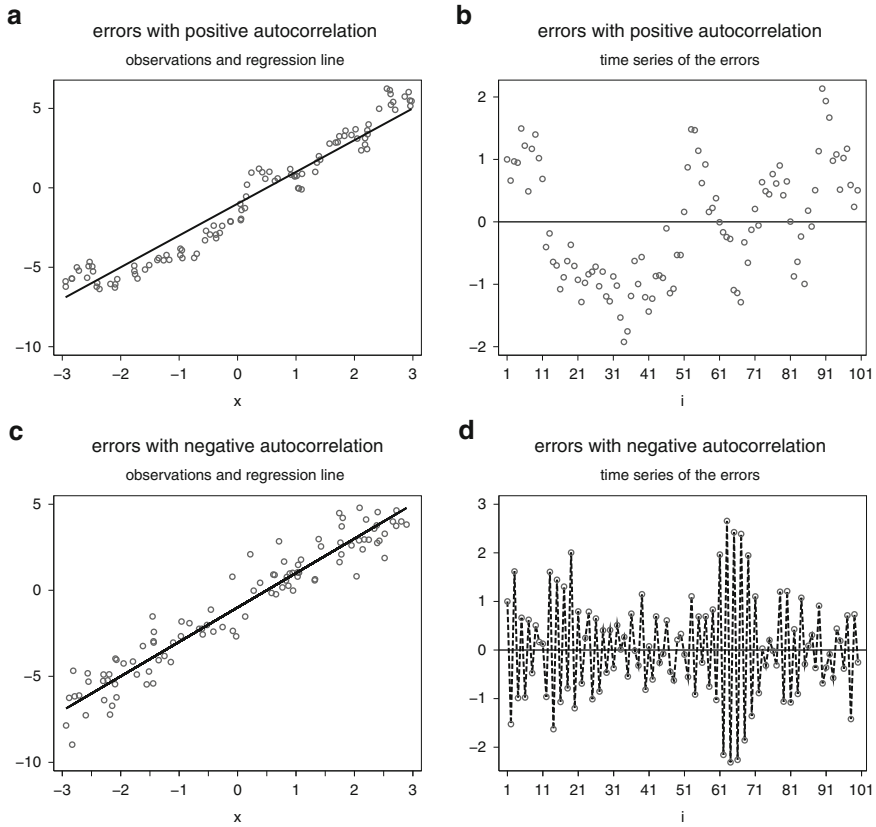 a
errors with positive autocorrelation
observations and regression line
5
0
−5
−10
−3 −2 −1 0 1 2 3
x
b
errors with positive autocorrelation
time series of the errors
2
1
0
−1
−2
1 11 21 31 41 51 61 71 81 91 101
i
c
errors with negative autocorrelation
observations and regression line
5
0
−5
−10
−3 −2 −1 0 1 2 3
x
d
errors with negative autocorrelation
time series of the errors
3
2
1
0
−1
−2
1 11 21 31 41 51 61 71 81 91 101
i